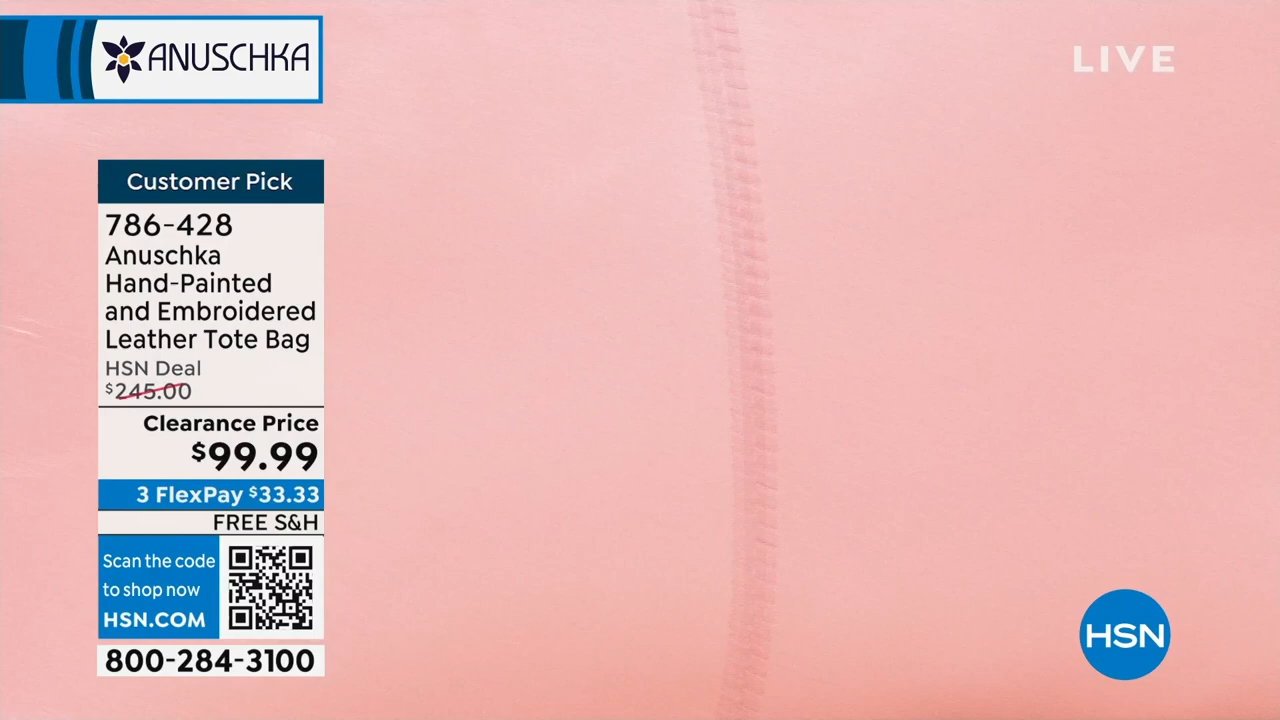 ANUSCHKA
LIVE
Customer Pick
786-428
Anuschka
Hand-Painted
and Embroidered
Leather Tote Bag
HSN Deal
$245.00
Clearance Price
$99.99
3 FlexPay $33.33
FREE S&H
Scan the code
to shop now
HSN.COM
800-284-3100
HSN